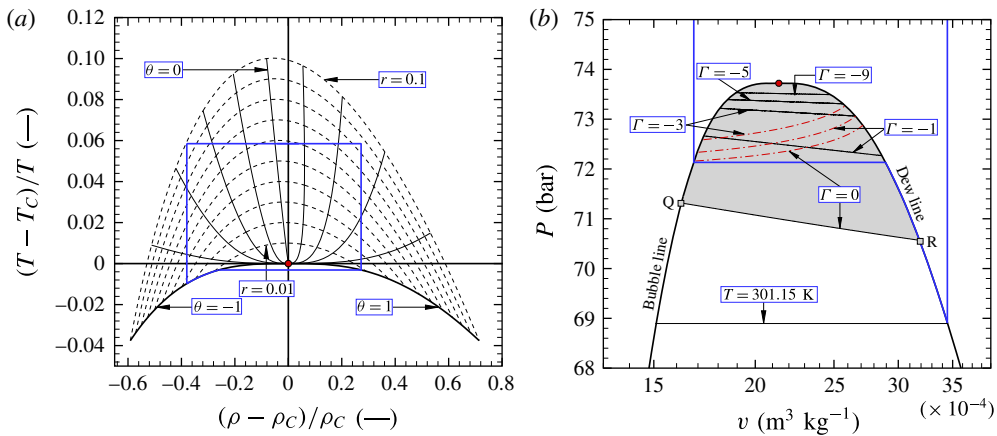 (a)
(T − T_C)/T (—)
0.10
0.08
0.06
0.04
0.02
0
−0.02
−0.04
θ = 0
r = 0.1
r = 0.01
θ = −1
θ = 1
−0.6 −0.4 −0.2 0 0.2 0.4 0.6 0.8
(ρ − ρ_C)/ρ_C (—)
(b)
P (bar)
75
74
73
72
71
70
69
68
Γ = −5
Γ = −9
Γ = −3
Γ = −1
Γ = 0
Q
R
Bubble line
Dew line
T = 301.15 K
15 20 25 30 35
(× 10⁻⁴)
v (m³ kg⁻¹)